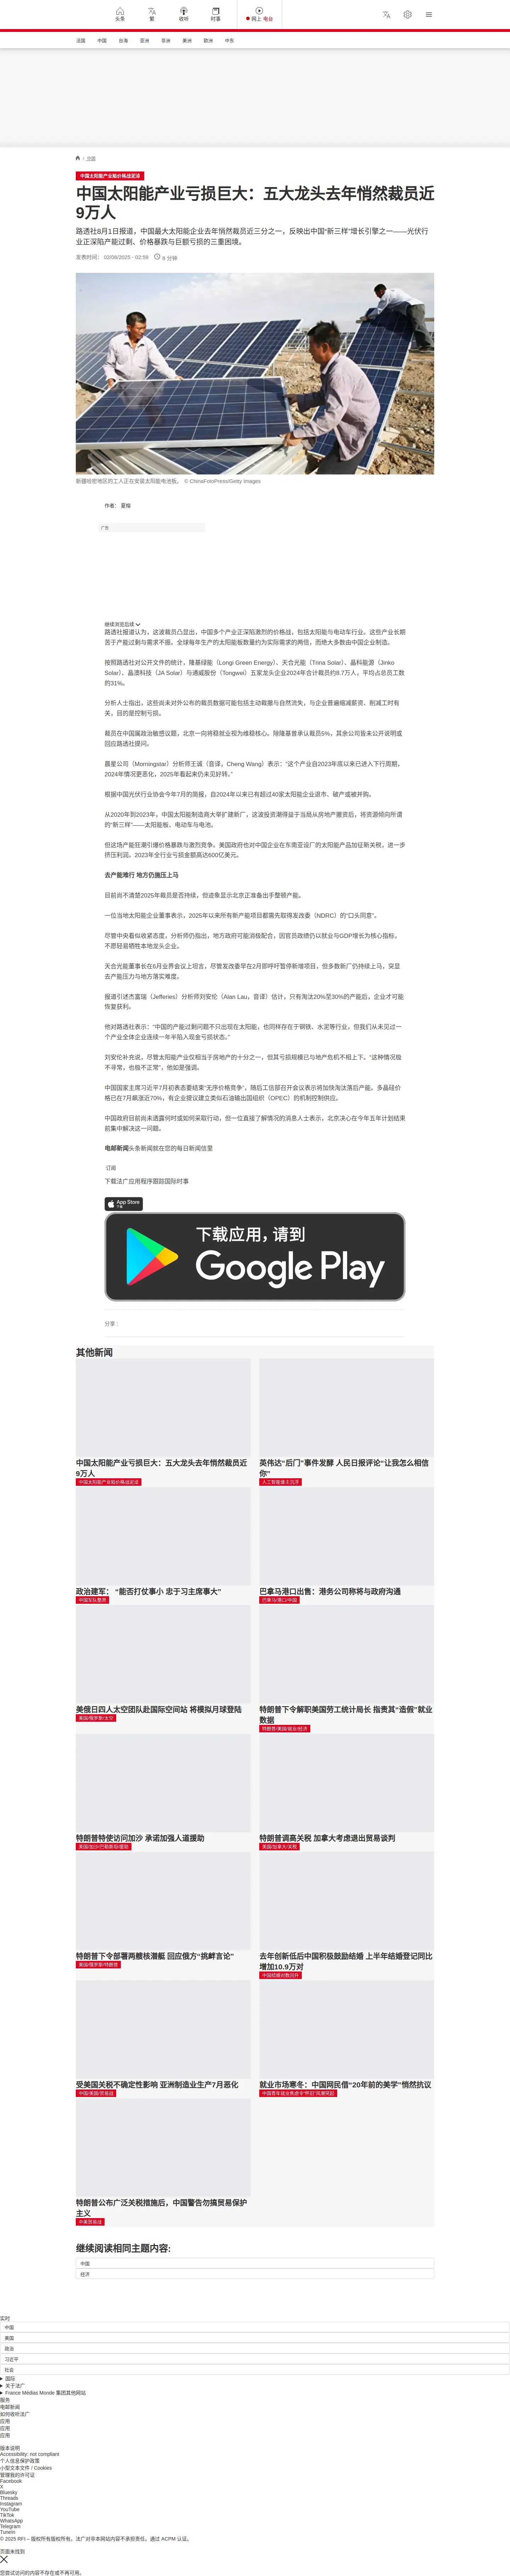 头条
繁
收听
时事
网上 电台
法国
中国
台海
亚洲
非洲
美洲
欧洲
中东
/ 中国
中国太阳能产业陷价格战泥淖
中国太阳能产业亏损巨大：五大龙头去年悄然裁员近
9万人
路透社8月1日报道，中国最大太阳能企业去年悄然裁员近三分之一，反映出中国“新三样”增长引擎之一——光伏行
业正深陷产能过剩、价格暴跌与巨额亏损的三重困境。
发表时间： 02/08/2025 - 02:59
6 分钟
新疆哈密地区的工人正在安装太阳能电池板。 © ChinaFotoPress/Getty Images
作者： 夏榕
广告
继续浏览后续
路透社报道认为，这波裁员凸显出，中国多个产业正深陷激烈的价格战，包括太阳能与电动车行业。这些产业长期
苦于产能过剩与需求不振。全球每年生产的太阳能板数量约为实际需求的两倍，而绝大多数由中国企业制造。
按照路透社对公开文件的统计，隆基绿能（Longi Green Energy）、天合光能（Trina Solar）、晶科能源（Jinko
Solar）、晶澳科技（JA Solar）与通威股份（Tongwei）五家龙头企业2024年合计裁员约8.7万人，平均占总员工数
的31%。
分析人士指出，这些尚未对外公布的裁员数据可能包括主动裁撤与自然流失，与企业普遍缩减薪资、削减工时有
关，目的是控制亏损。
裁员在中国属政治敏感议题，北京一向将稳就业视为维稳核心。除隆基曾承认裁员5%，其余公司皆未公开说明或
回应路透社提问。
晨星公司（Morningstar）分析师王诚（音译，Cheng Wang）表示：“这个产业自2023年底以来已进入下行周期。
2024年情况更恶化，2025年看起来仍未见好转。”
根据中国光伏行业协会今年7月的简报，自2024年以来已有超过40家太阳能企业退市、破产或被并购。
从2020年到2023年，中国太阳能制造商大举扩建新厂，这波投资潮得益于当局从房地产撤资后，将资源倾向所谓
的“新三样”——太阳能板、电动车与电池。
但这场产能狂潮引爆价格暴跌与激烈竞争。美国政府也对中国企业在东南亚设厂的太阳能产品加征新关税，进一步
挤压利润。2023年全行业亏损金额高达600亿美元。
去产能难行 地方仍施压上马
目前尚不清楚2025年裁员是否持续，但迹象显示北京正准备出手整顿产能。
一位当地太阳能企业董事表示，2025年以来所有新产能项目都需先取得发改委（NDRC）的“口头同意”。
尽管中央看似收紧态度，分析师仍指出，地方政府可能消极配合，因官员政绩仍以就业与GDP增长为核心指标，
不愿轻易牺牲本地龙头企业。
天合光能董事长在6月业界会议上坦言，尽管发改委早在2月即呼吁暂停新增项目，但多数新厂仍持续上马，突显
去产能压力与地方落实难度。
报道引述杰富瑞（Jefferies）分析师刘安伦（Alan Lau，音译）估计，只有淘汰20%至30%的产能后，企业才可能
恢复获利。
他对路透社表示：“中国的产能过剩问题不只出现在太阳能，也同样存在于钢铁、水泥等行业，但我们从未见过一
个产业全体企业连续一年半陷入现金亏损状态。”
刘安伦补充说，尽管太阳能产业仅相当于房地产的十分之一，但其亏损规模已与地产危机不相上下。“这种情况极
不寻常，也极不正常”，他如是强调。
中国国家主席习近平7月初表态要结束“无序价格竞争”，随后工信部召开会议表示将加快淘汰落后产能。多晶硅价
格已在7月飙涨近70%，有企业提议建立类似石油输出国组织（OPEC）的机制控制供应。
中国政府目前尚未透露何时或如何采取行动，但一位直接了解情况的消息人士表示，北京决心在今年五年计划结束
前集中解决这一问题。
电邮新闻头条新闻就在您的每日新闻信里
订阅
下载法广应用程序跟踪国际时事
App Store
下载应用，请到
Google Play
分享 :
其他新闻
中国太阳能产业亏损巨大：五大龙头去年悄然裁员近
9万人
中国太阳能产业陷价格战泥淖
英伟达“后门”事件发酵 人民日报评论“让我怎么相信
你”
人工智能谁主沉浮
政治建军： “能否打仗事小 忠于习主席事大”
中国军队整肃
巴拿马港口出售：港务公司称将与政府沟通
巴拿马/港口/中国
美俄日四人太空团队赴国际空间站 将模拟月球登陆
美国/俄罗斯/太空
特朗普下令解职美国劳工统计局长 指责其“造假”就业
数据
特朗普/美国/就业/经济
特朗普特使访问加沙 承诺加强人道援助
美国/加沙/巴勒斯坦/援助
特朗普调高关税 加拿大考虑退出贸易谈判
美国/加拿大/关税
特朗普下令部署两艘核潜艇 回应俄方“挑衅言论”
美国/俄罗斯/特朗普
去年创新低后中国积极鼓励结婚 上半年结婚登记同比
增加10.9万对
中国结婚对数回升
受美国关税不确定性影响 亚洲制造业生产7月恶化
中国/美国/贸易战
就业市场寒冬：中国网民借“20年前的美学”悄然抗议
中国青年就业焦虑令“怀旧”风潮突起
特朗普公布广泛关税措施后，中国警告勿搞贸易保护
主义
中美贸易战
继续阅读相同主题内容:
中国
经济
实时
中国
美国
政治
习近平
社会
国际
关于法广
France Médias Monde 集团其他网站
服务
电邮新闻
如何收听法广
应用
应用
应用
版本说明
Accessibility: not compliant
个人信息保护政策
小型文本文件 / Cookies
管理我的许可证
Facebook
X
Bluesky
Threads
Instagram
YouTube
TikTok
WhatsApp
Telegram
TuneIn
© 2025 RFI – 版权所有版权所有。法广对非本网站内容不承担责任。通过 ACPM 认证。
页面未找到
您尝试访问的内容不存在或不再可用。